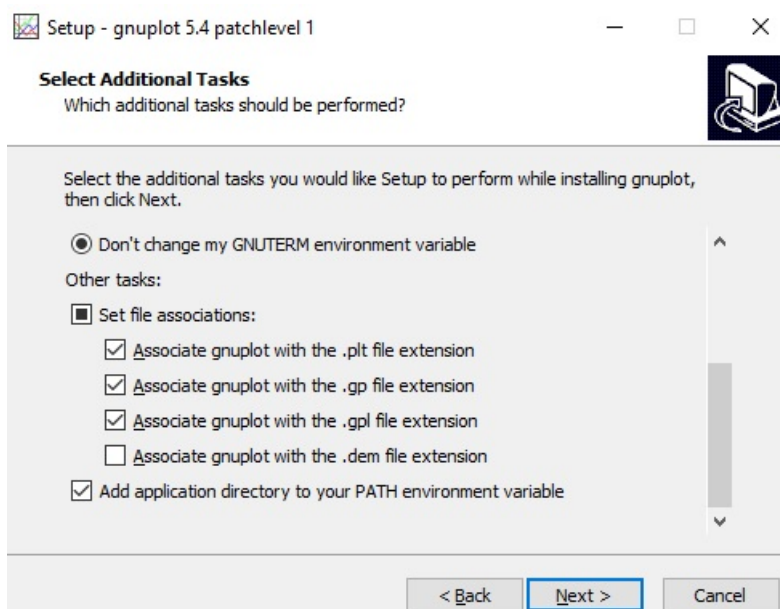 Setup - gnuplot 5.4 patchlevel 1
Select Additional Tasks
Which additional tasks should be performed?
Select the additional tasks you would like Setup to perform while installing gnuplot,
then click Next.
Don't change my GNUTERM environment variable
Other tasks:
Set file associations:
Associate gnuplot with the .plt file extension
Associate gnuplot with the .gp file extension
Associate gnuplot with the .gpl file extension
Associate gnuplot with the .dem file extension
Add application directory to your PATH environment variable
< Back Next > Cancel